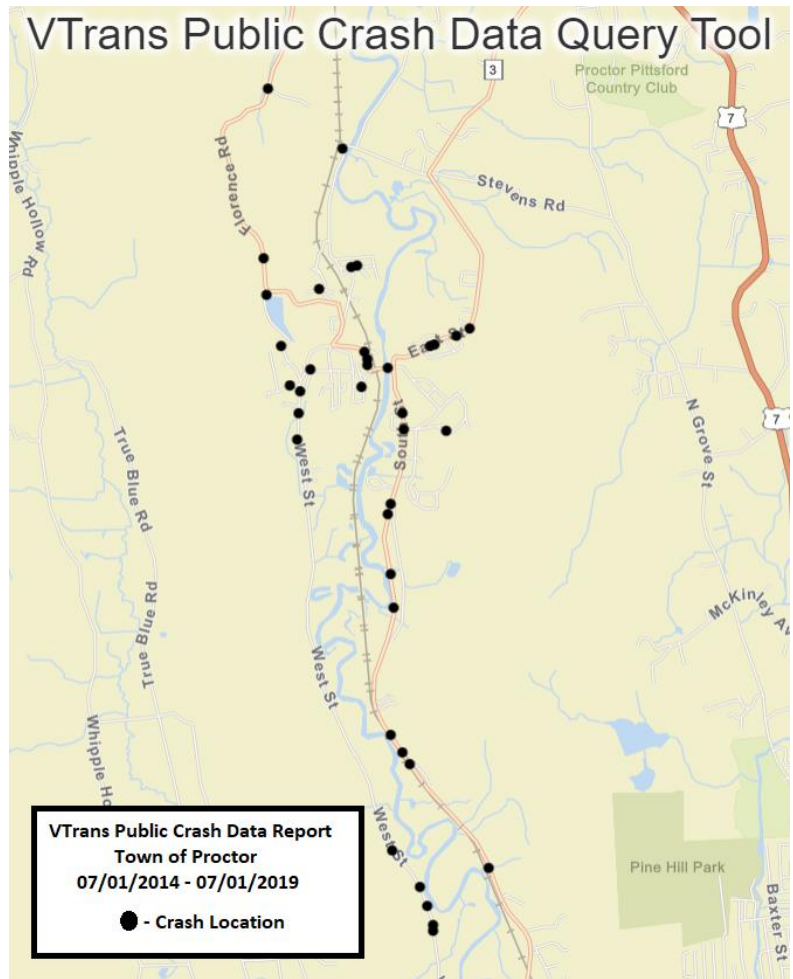 VTrans Public Crash Data Query Tool
3
Proctor Pittsford
Country Club
7
Whipple Hollow Rd
Florence Rd
Stevens Rd
East St
7
N Grove St
South St
True Blue Rd
West St
McKinley Av
True Blue Rd
West St
Whipple Ho
West St
VTrans Public Crash Data Report
Town of Proctor
07/01/2014 - 07/01/2019
- Crash Location
Pine Hill Park
Baxter St